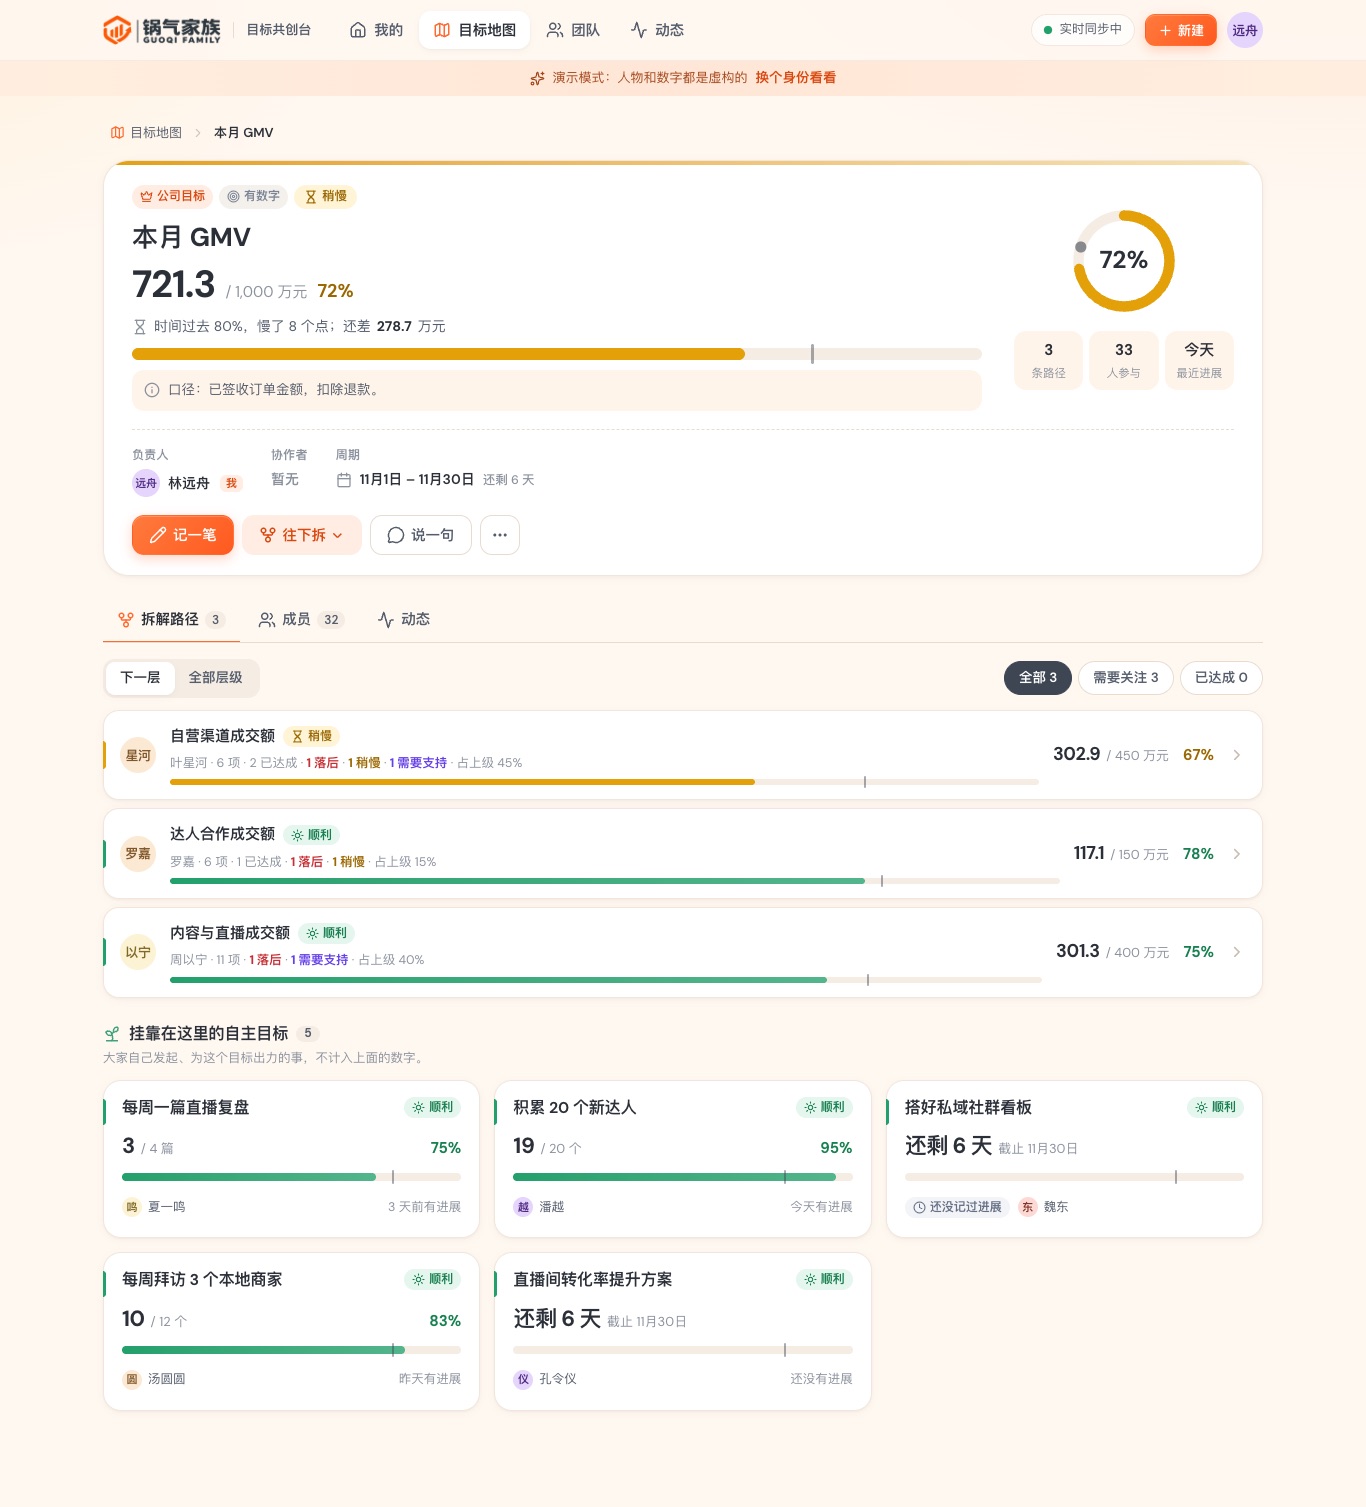 锅气家族
GUOQI FAMILY
目标共创台
我的
目标地图
团队
动态
实时同步中
新建
远舟
演示模式：人物和数字都是虚构的 换个身份看看
目标地图
本月 GMV
公司目标
有数字
稍慢
本月 GMV
721.3 / 1,000 万元 72%
时间过去 80%，慢了 8 个点；还差 278.7 万元
口径：已签收订单金额，扣除退款。
72%
3
条路径
33
人参与
今天
最近进展
负责人
远舟 林远舟 我
协作者
暂无
周期
11月1日 – 11月30日 还剩 6 天
记一笔
往下拆
说一句
拆解路径 3
成员 32
动态
下一层
全部层级
全部 3
需要关注 3
已达成 0
星河
自营渠道成交额 稍慢
叶星河 · 6 项 · 2 已达成 · 1 落后 · 1 稍慢 · 1 需要支持 · 占上级 45%
302.9 / 450 万元 67%
罗嘉
达人合作成交额 顺利
罗嘉 · 6 项 · 1 已达成 · 1 落后 · 1 稍慢 · 占上级 15%
117.1 / 150 万元 78%
以宁
内容与直播成交额 顺利
周以宁 · 11 项 · 1 落后 · 1 需要支持 · 占上级 40%
301.3 / 400 万元 75%
挂靠在这里的自主目标 5
大家自己发起、为这个目标出力的事，不计入上面的数字。
每周一篇直播复盘 顺利
3 / 4 篇 75%
鸣 夏一鸣 3 天前有进展
积累 20 个新达人 顺利
19 / 20 个 95%
越 潘越 今天有进展
搭好私域社群看板 顺利
还剩 6 天 截止 11月30日
还没记过进展 东 魏东
每周拜访 3 个本地商家 顺利
10 / 12 个 83%
圆 汤圆圆 昨天有进展
直播间转化率提升方案 顺利
还剩 6 天 截止 11月30日
仪 孔令仪 还没有进展